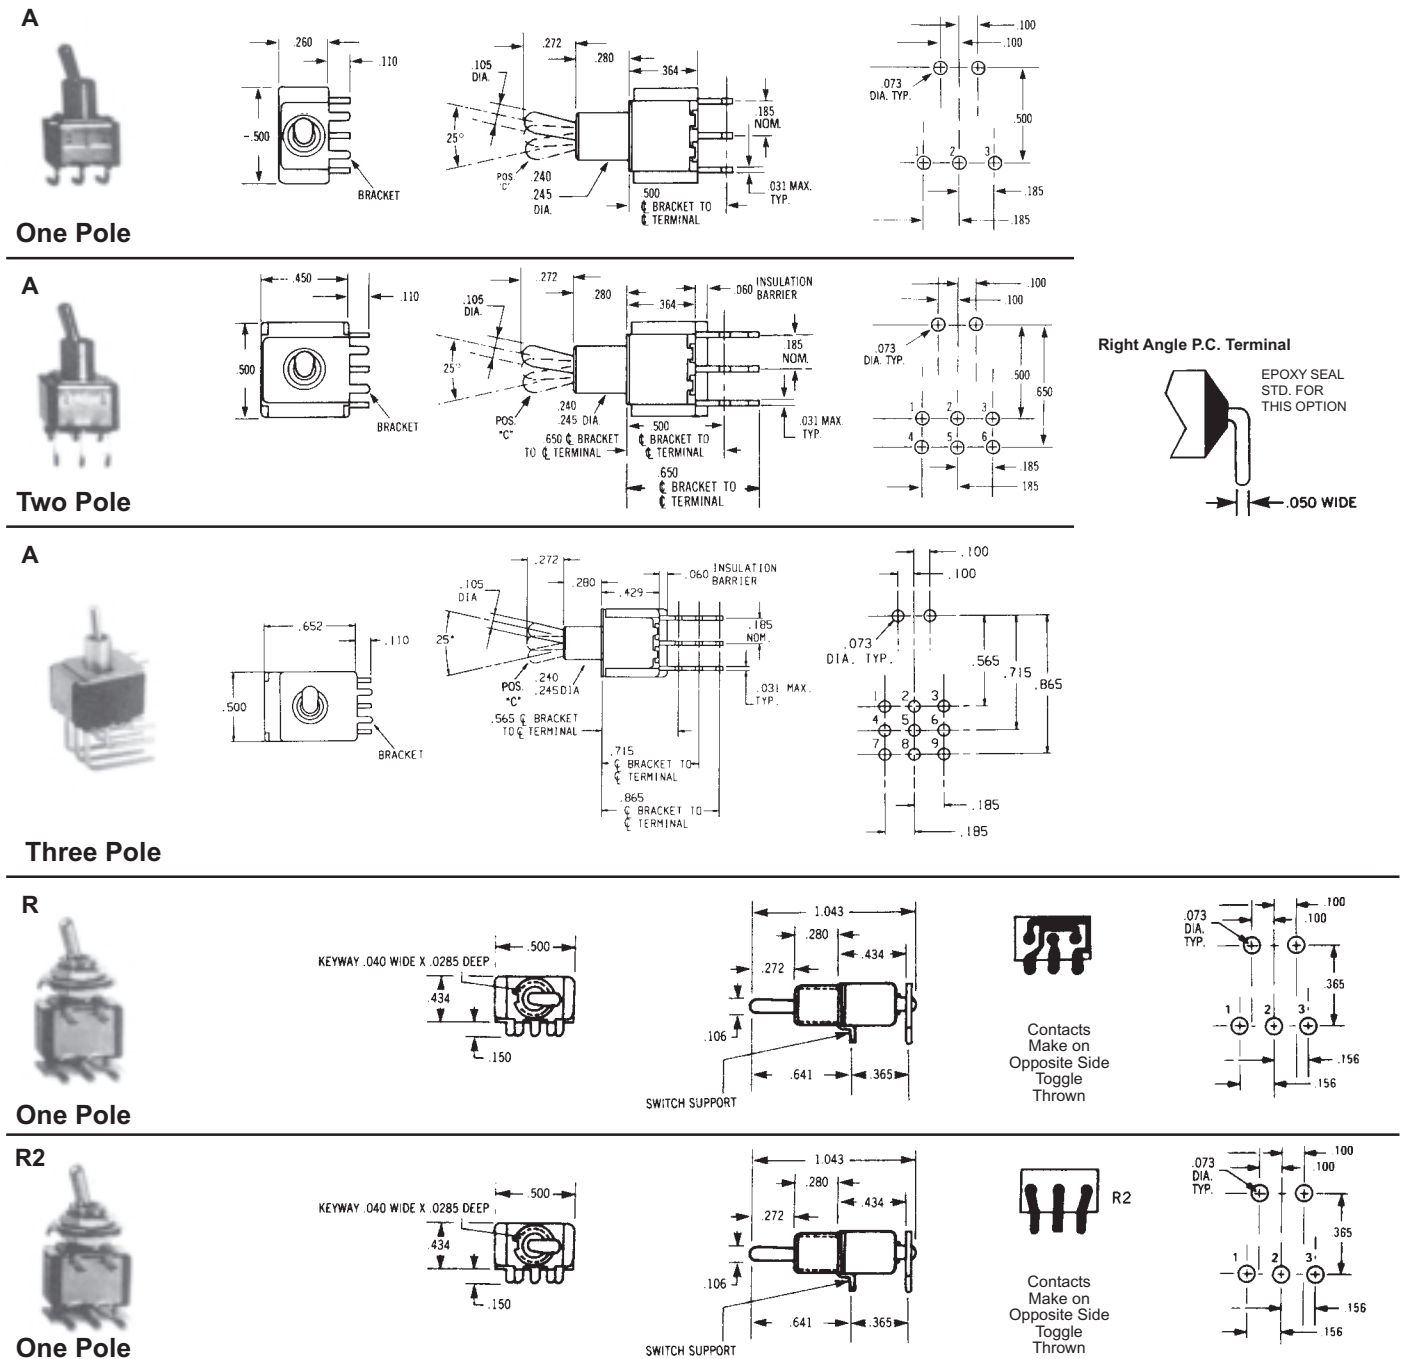 A
.260
.110
.500
BRACKET
.272
.280
.364
.105
DIA.
25°
POS.
"C"
.240
.245
DIA.
.185
NOM.
.031 MAX.
TYP.
.500
℄ BRACKET TO
℄ TERMINAL
.100
.100
.073
DIA. TYP.
.500
1 2 3
.185
.185
One Pole
A
.450
.110
.500
BRACKET
.272
.280
.364
.060 INSULATION
BARRIER
.105
DIA.
25°
POS.
"C"
.240
.245 DIA.
.185
NOM.
.031 MAX.
TYP.
.650 ℄ BRACKET
TO ℄ TERMINAL
.500
℄ BRACKET TO
℄ TERMINAL
.650
℄ BRACKET TO
℄ TERMINAL
.100
.100
.073
DIA. TYP.
.500
.650
1 2 3
4 5 6
.185
.185
Two Pole
Right Angle P.C. Terminal
EPOXY SEAL
STD. FOR
THIS OPTION
.050 WIDE
A
.652
.110
.500
BRACKET
.272
.280
.429
.060 INSULATION
BARRIER
.105
DIA
25°
POS.
"C"
.240
.245DIA
.185
NOM.
.031 MAX.
TYP.
.565 ℄ BRACKET
TO ℄ TERMINAL
.715
℄ BRACKET TO
℄ TERMINAL
.865
℄ BRACKET TO
℄ TERMINAL
.100
.100
.073
DIA. TYP.
.565
.715
.865
1 2 3
4 5 6
7 8 9
.185
.185
Three Pole
R
.500
KEYWAY .040 WIDE X .0285 DEEP
.434
.150
1.043
.280
.434
.272
.106
.641
.365
SWITCH SUPPORT
Contacts
Make on
Opposite Side
Toggle
Thrown
.100
.100
.073
DIA.
TYP.
.365
1 2 3
.156
.156
One Pole
R2
.500
KEYWAY .040 WIDE X .0285 DEEP
.434
.150
1.043
.280
.434
.272
.106
.641
.365
SWITCH SUPPORT
R2
Contacts
Make on
Opposite Side
Toggle
Thrown
.100
.100
.073
DIA.
TYP.
.365
1 2 3
.156
.156
One Pole